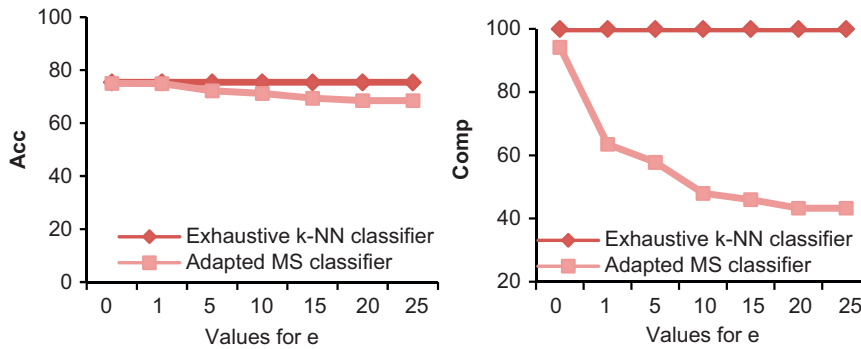 100
80
60
40
20
0
Acc
Exhaustive k-NN classifier
Adapted MS classifier
0 1 5 10 15 20 25
Values for e
100
80
60
40
20
Comp
Exhaustive k-NN classifier
Adapted MS classifier
0 1 5 10 15 20 25
Values for e